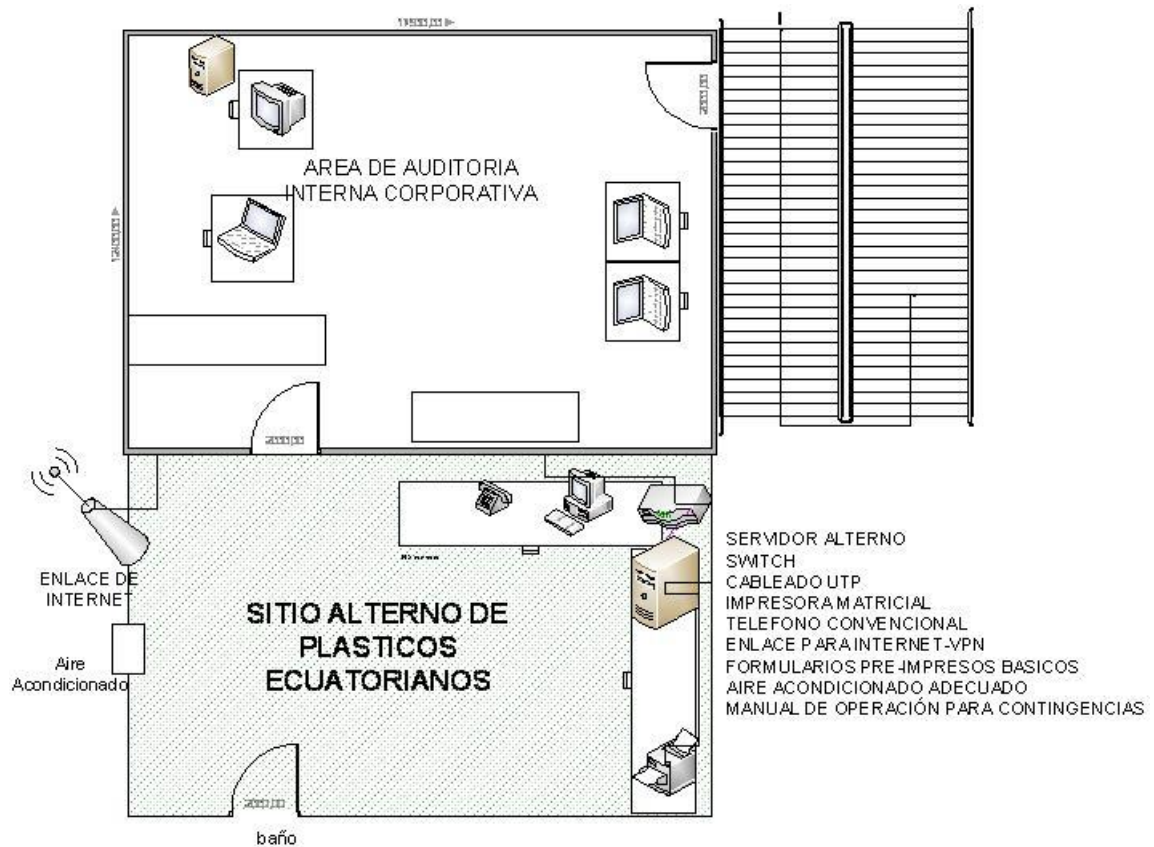 AREA DE AUDITORIA
INTERNA CORPORATIVA
ENLACE DE
INTERNET
Aire
Acondicionado
SITIO ALTERNO DE
PLASTICOS
ECUATORIANOS
SERVIDOR ALTERNO
SWITCH
CABLEADO UTP
IMPRESORA MATRICIAL
TELEFONO CONVENCIONAL
ENLACE PARA INTERNET-VPN
FORMULARIOS PRE-IMPRESOS BASICOS
AIRE ACONDICIONADO ADECUADO
MANUAL DE OPERACIÓN PARA CONTINGENCIAS
baño